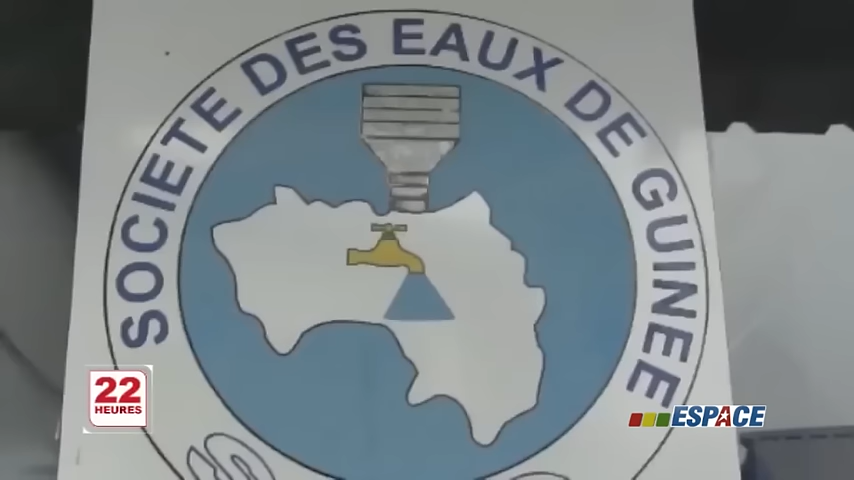 SOCIETE DES EAUX DE GUINEE
22
HEURES
ESPACE